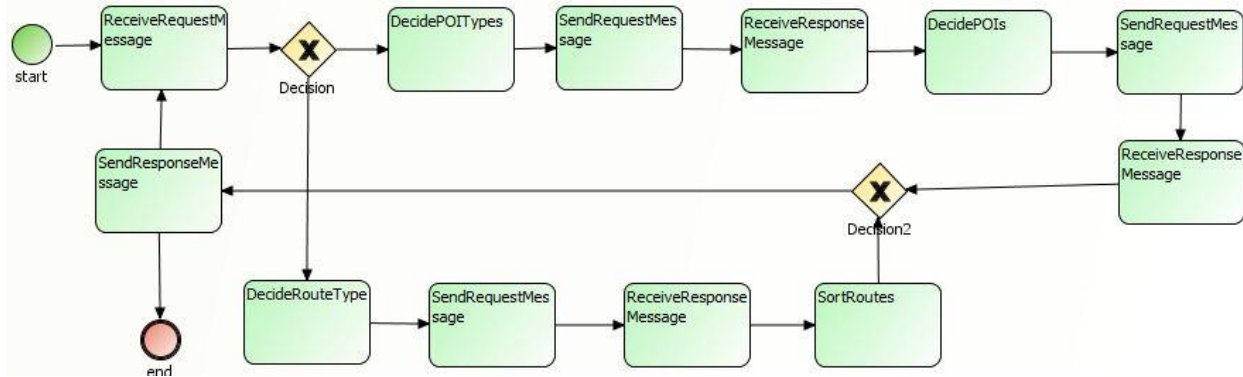 start
ReceiveRequestM
essage
Decision
DecidePOITypes
SendRequestMes
sage
ReceiveResponse
Message
DecidePOIs
SendRequestMes
sage
ReceiveResponse
Message
Decision2
SendResponseMe
ssage
end
DecideRouteType
SendRequestMes
sage
ReceiveResponse
Message
SortRoutes